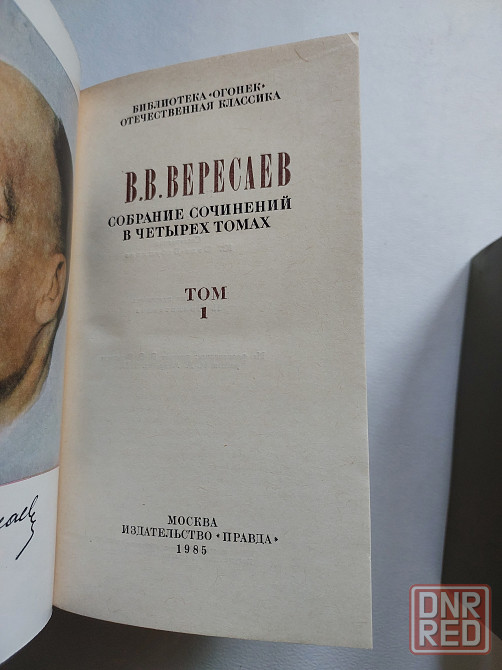 БИБЛИОТЕКА «ОГОНЕК»
ОТЕЧЕСТВЕННАЯ КЛАССИКА
В.В.ВЕРЕСАЕВ
СОБРАНИЕ СОЧИНЕНИЙ
В ЧЕТЫРЕХ ТОМАХ
ТОМ
1
МОСКВА
ИЗДАТЕЛЬСТВО «ПРАВДА»
1985
DNR
RED